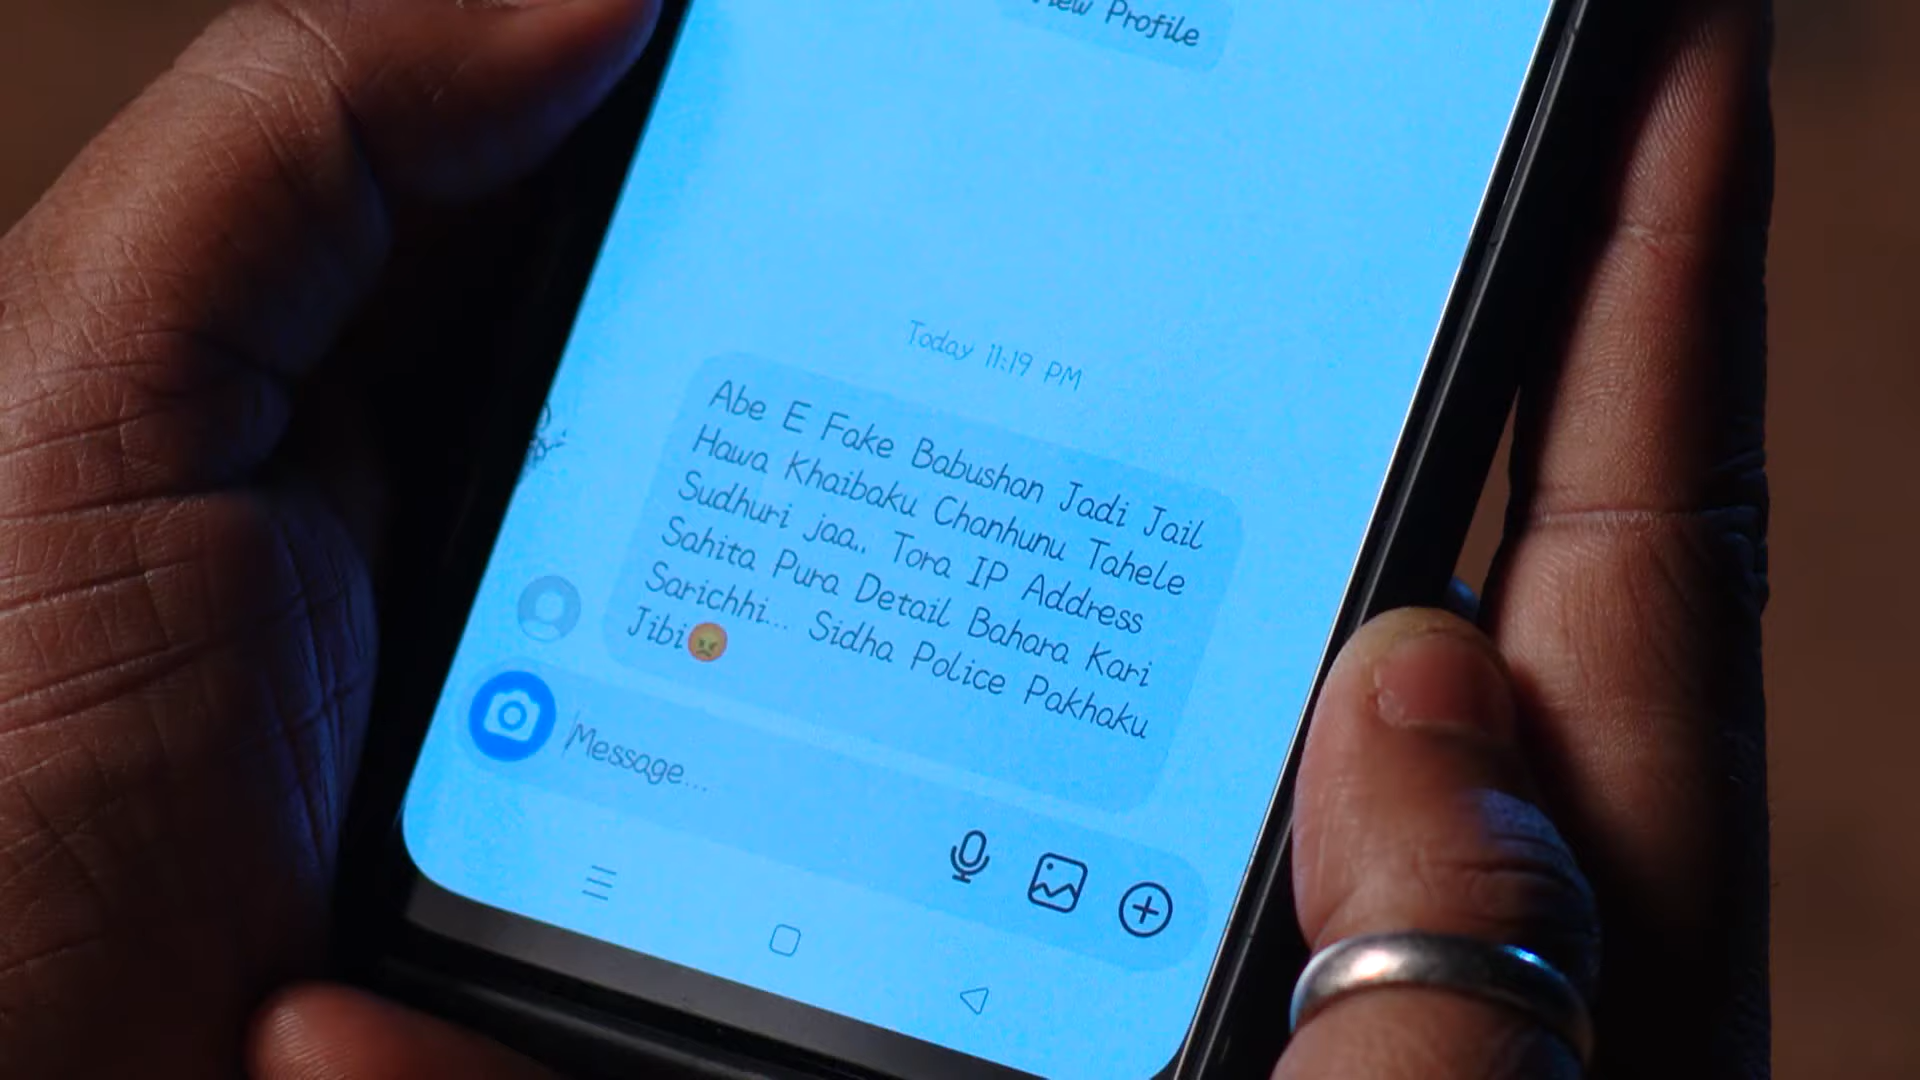 View Profile
Today 11:19 PM
Abe E Fake Babushan Jadi Jail
Hawa Khaibaku Chanhunu Tahele
Sudhuri jaa.. Tora IP Address
Sahita Pura Detail Bahara Kari
Sarichhi... Sidha Police Pakhaku
Jibi😡
Message...